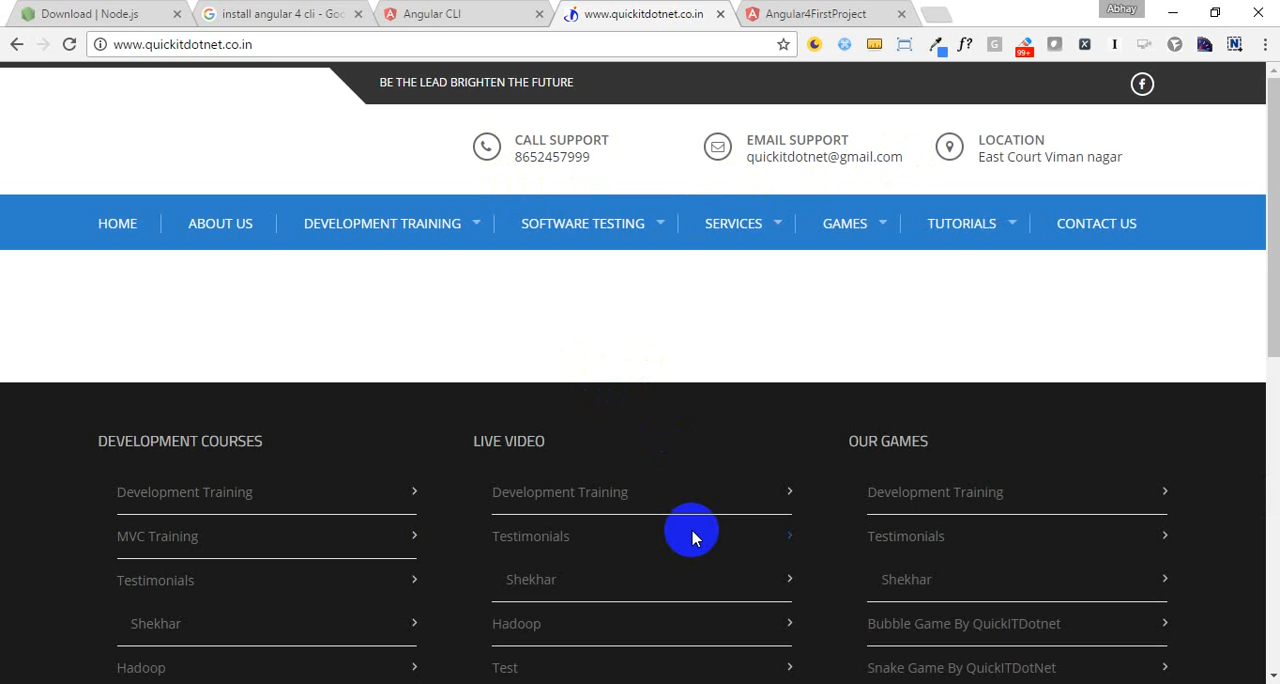 Download | Node.js
install angular 4 cli - Goo
Angular CLI
www.quickitdotnet.co.in
Angular4FirstProject
Abhay
www.quickitdotnet.co.in
f?
G
99+
X
I
N
BE THE LEAD BRIGHTEN THE FUTURE
CALL SUPPORT
8652457999
EMAIL SUPPORT
quickitdotnet@gmail.com
LOCATION
East Court Viman nagar
HOME
ABOUT US
DEVELOPMENT TRAINING
SOFTWARE TESTING
SERVICES
GAMES
TUTORIALS
CONTACT US
DEVELOPMENT COURSES
Development Training
MVC Training
Testimonials
Shekhar
Hadoop
LIVE VIDEO
Development Training
Testimonials
Shekhar
Hadoop
Test
OUR GAMES
Development Training
Testimonials
Shekhar
Bubble Game By QuickITDotnet
Snake Game By QuickITDotNet